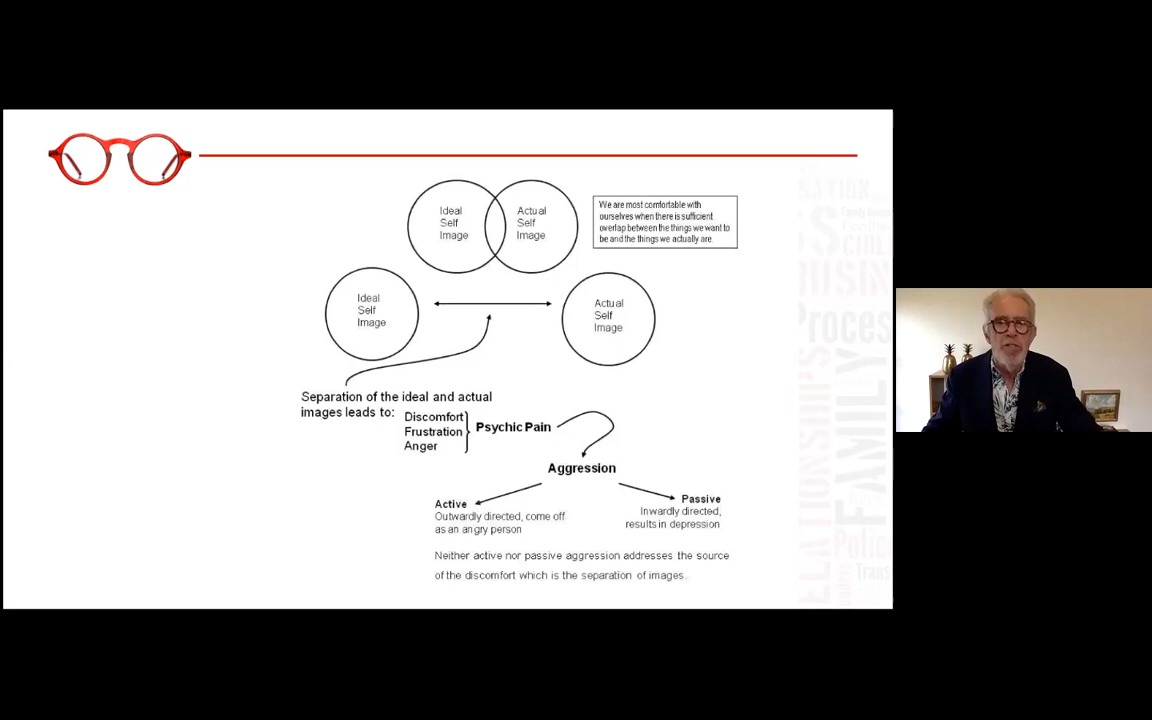 Ideal
Self
Image
Actual
Self
Image
We are most comfortable with
ourselves when there is sufficient
overlap between the things we want to
be and the things we actually are.
Ideal
Self
Image
Actual
Self
Image
Separation of the ideal and actual
images leads to:
Discomfort
Frustration
Anger
Psychic Pain
Aggression
Active
Outwardly directed, come off
as an angry person
Passive
Inwardly directed,
results in depression
Neither active nor passive aggression addresses the source
of the discomfort which is the separation of images.
FAMILY